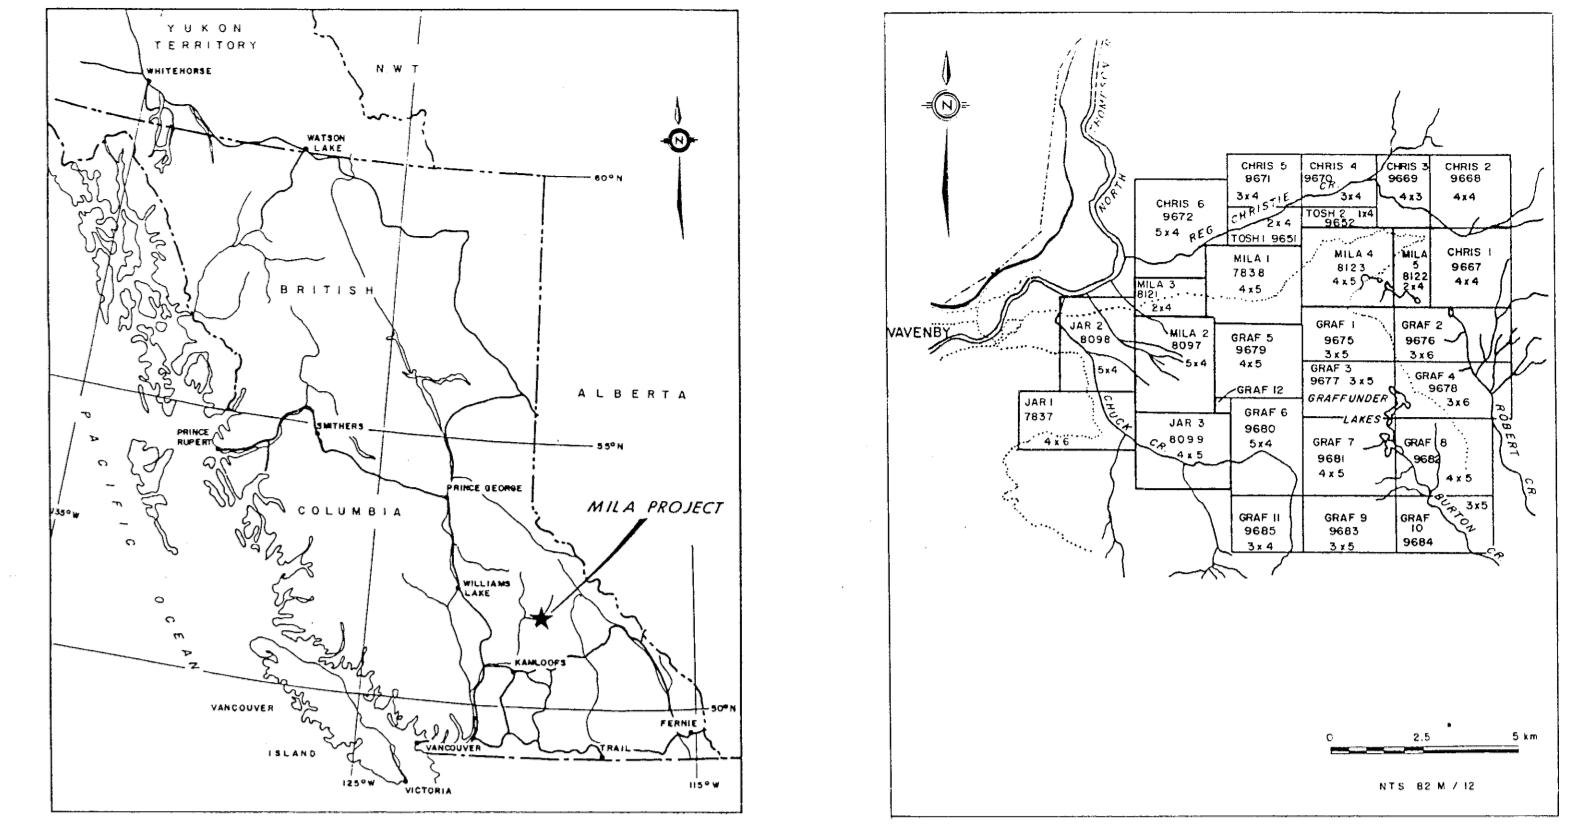 YUKON
TERRITORY
N.W.T
WHITEHORSE
WATSON
LAKE
N
60°N
BRITISH
ALBERTA
PACIFIC
OCEAN
PRINCE
RUPERT
SMITHERS
55°N
PRINCE GEORGE
COLUMBIA
MILA PROJECT
135°W
WILLIAMS
LAKE
KAMLOOPS
50°N
VANCOUVER
ISLAND
FERNIE
VANCOUVER
TRAIL
125°W
VICTORIA
115°W
N
NORTH
THOMPSON
CHRIS 5
9671
3x4
CHRIS 4
9670
3x4
CHRIS 3
9669
4x3
CHRIS 2
9668
4x4
CHRIS 6
9672
5x4
REG CHRISTIE CR.
2x4
TOSH 1 9651
TOSH 2 1x4
9652
MILA 1
7838
4x5
MILA 4
8123
4x5
MILA
5
8122
2x4
CHRIS 1
9667
4x4
MILA 3
8121
2x4
VAVENBY
JAR 2
8098
5x4
MILA 2
8097
5x4
GRAF 5
9679
4x5
GRAF 1
9675
3x5
GRAF 2
9676
3x6
GRAF 3
9677 3x5
GRAF 4
9678
3x6
GRAF 12
GRAFFUNDER
LAKES
JAR 1
7837
4x6
CHUCK CR.
JAR 3
8099
4x5
GRAF 6
9680
5x4
GRAF 7
9681
4x5
GRAF 8
9682
4x5
ROBERT CR.
BURTON CR.
3x5
GRAF 11
9685
3x4
GRAF 9
9683
3x5
GRAF
10
9684
0 2.5 5 km
NTS 82 M / 12